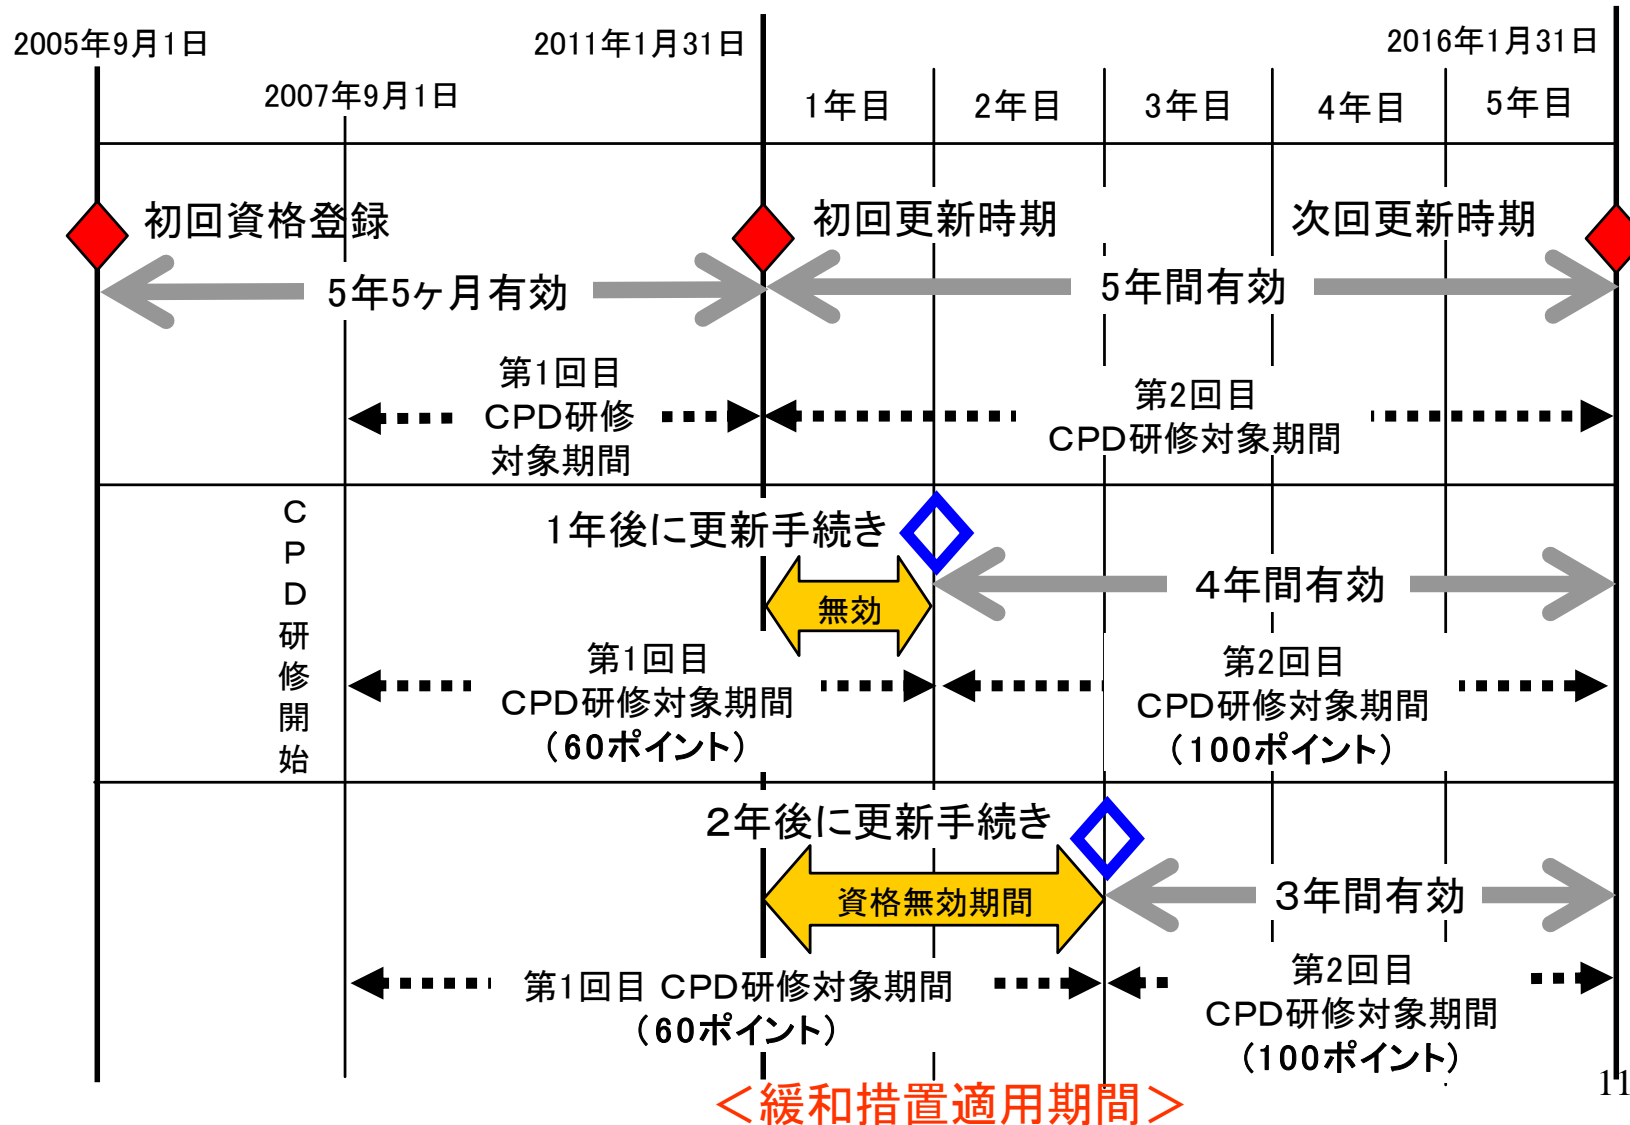 2005年9月1日
2011年1月31日
2016年1月31日
2007年9月1日
1年目
2年目
3年目
4年目
5年目
初回資格登録
初回更新時期
次回更新時期
5年5ヶ月有効
5年間有効
第1回目
CPD研修
対象期間
第2回目
CPD研修対象期間
CPD研修開始
1年後に更新手続き
無効
4年間有効
第1回目
CPD研修対象期間
（60ポイント）
第2回目
CPD研修対象期間
（100ポイント）
2年後に更新手続き
資格無効期間
3年間有効
第1回目 CPD研修対象期間
（60ポイント）
第2回目
CPD研修対象期間
（100ポイント）
＜緩和措置適用期間＞
11